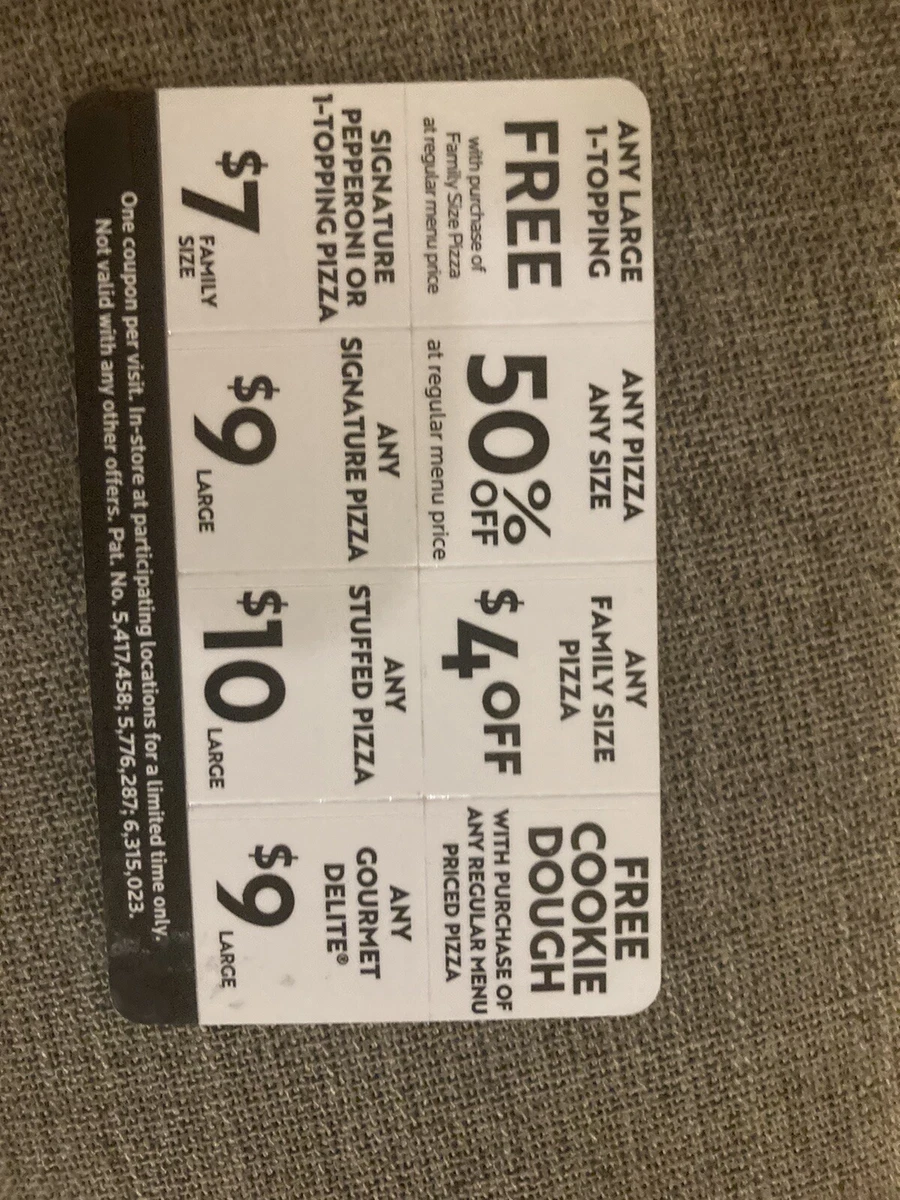 ANY LARGE
1-TOPPING
FREE
with purchase of
Family Size Pizza
at regular menu price
ANY PIZZA
ANY SIZE
50% OFF
at regular menu price
ANY
FAMILY SIZE
PIZZA
$4 OFF
FREE
COOKIE
DOUGH
WITH PURCHASE OF
ANY REGULAR MENU
PRICED PIZZA
SIGNATURE
PEPPERONI OR
1-TOPPING PIZZA
$7 FAMILY
SIZE
ANY
SIGNATURE PIZZA
$9 LARGE
ANY
STUFFED PIZZA
$10 LARGE
ANY
GOURMET
DELITE®
$9 LARGE
One coupon per visit. In-store at participating locations for a limited time only.
Not valid with any other offers. Pat. No. 5,417,458; 5,776,287; 6,315,023.